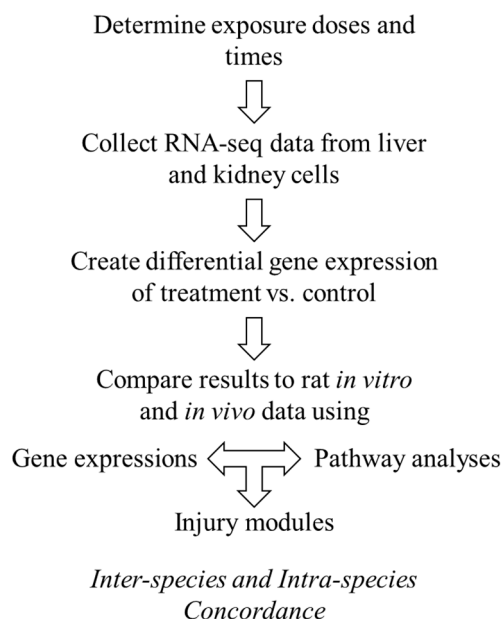 Determine exposure doses and
times
Collect RNA-seq data from liver
and kidney cells
Create differential gene expression
of treatment vs. control
Compare results to rat in vitro
and in vivo data using
Gene expressions Pathway analyses
Injury modules
Inter-species and Intra-species
Concordance